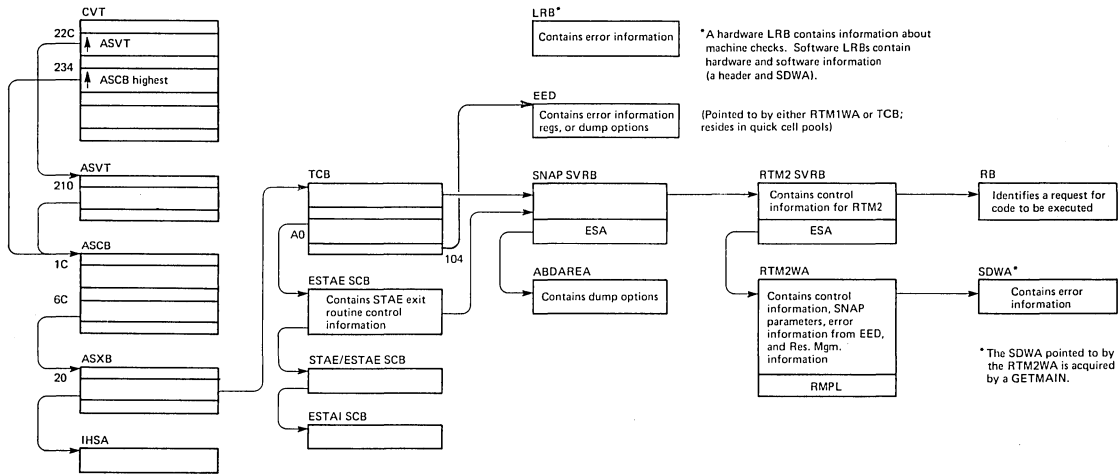 CVT
22C
ASVT
234
ASCB highest
ASVT
210
ASCB
1C
6C
ASXB
20
IHSA
TCB
A0
104
ESTAE SCB
Contains STAE exit
routine control
information
STAE/ESTAE SCB
ESTAI SCB
LRB*
Contains error information
*A hardware LRB contains information about
machine checks. Software LRBs contain
hardware and software information
(a header and SDWA).
EED
Contains error information
regs, or dump options
(Pointed to by either RTM1WA or TCB;
resides in quick cell pools)
SNAP SVRB
ESA
ABDAREA
Contains dump options
RTM2 SVRB
Contains control
information for RTM2
ESA
RTM2WA
Contains control
information, SNAP
parameters, error
information from EED,
and Res. Mgm.
information
RMPL
RB
Identifies a request for
code to be executed
SDWA*
Contains error
information
*The SDWA pointed to by
the RTM2WA is acquired
by a GETMAIN.